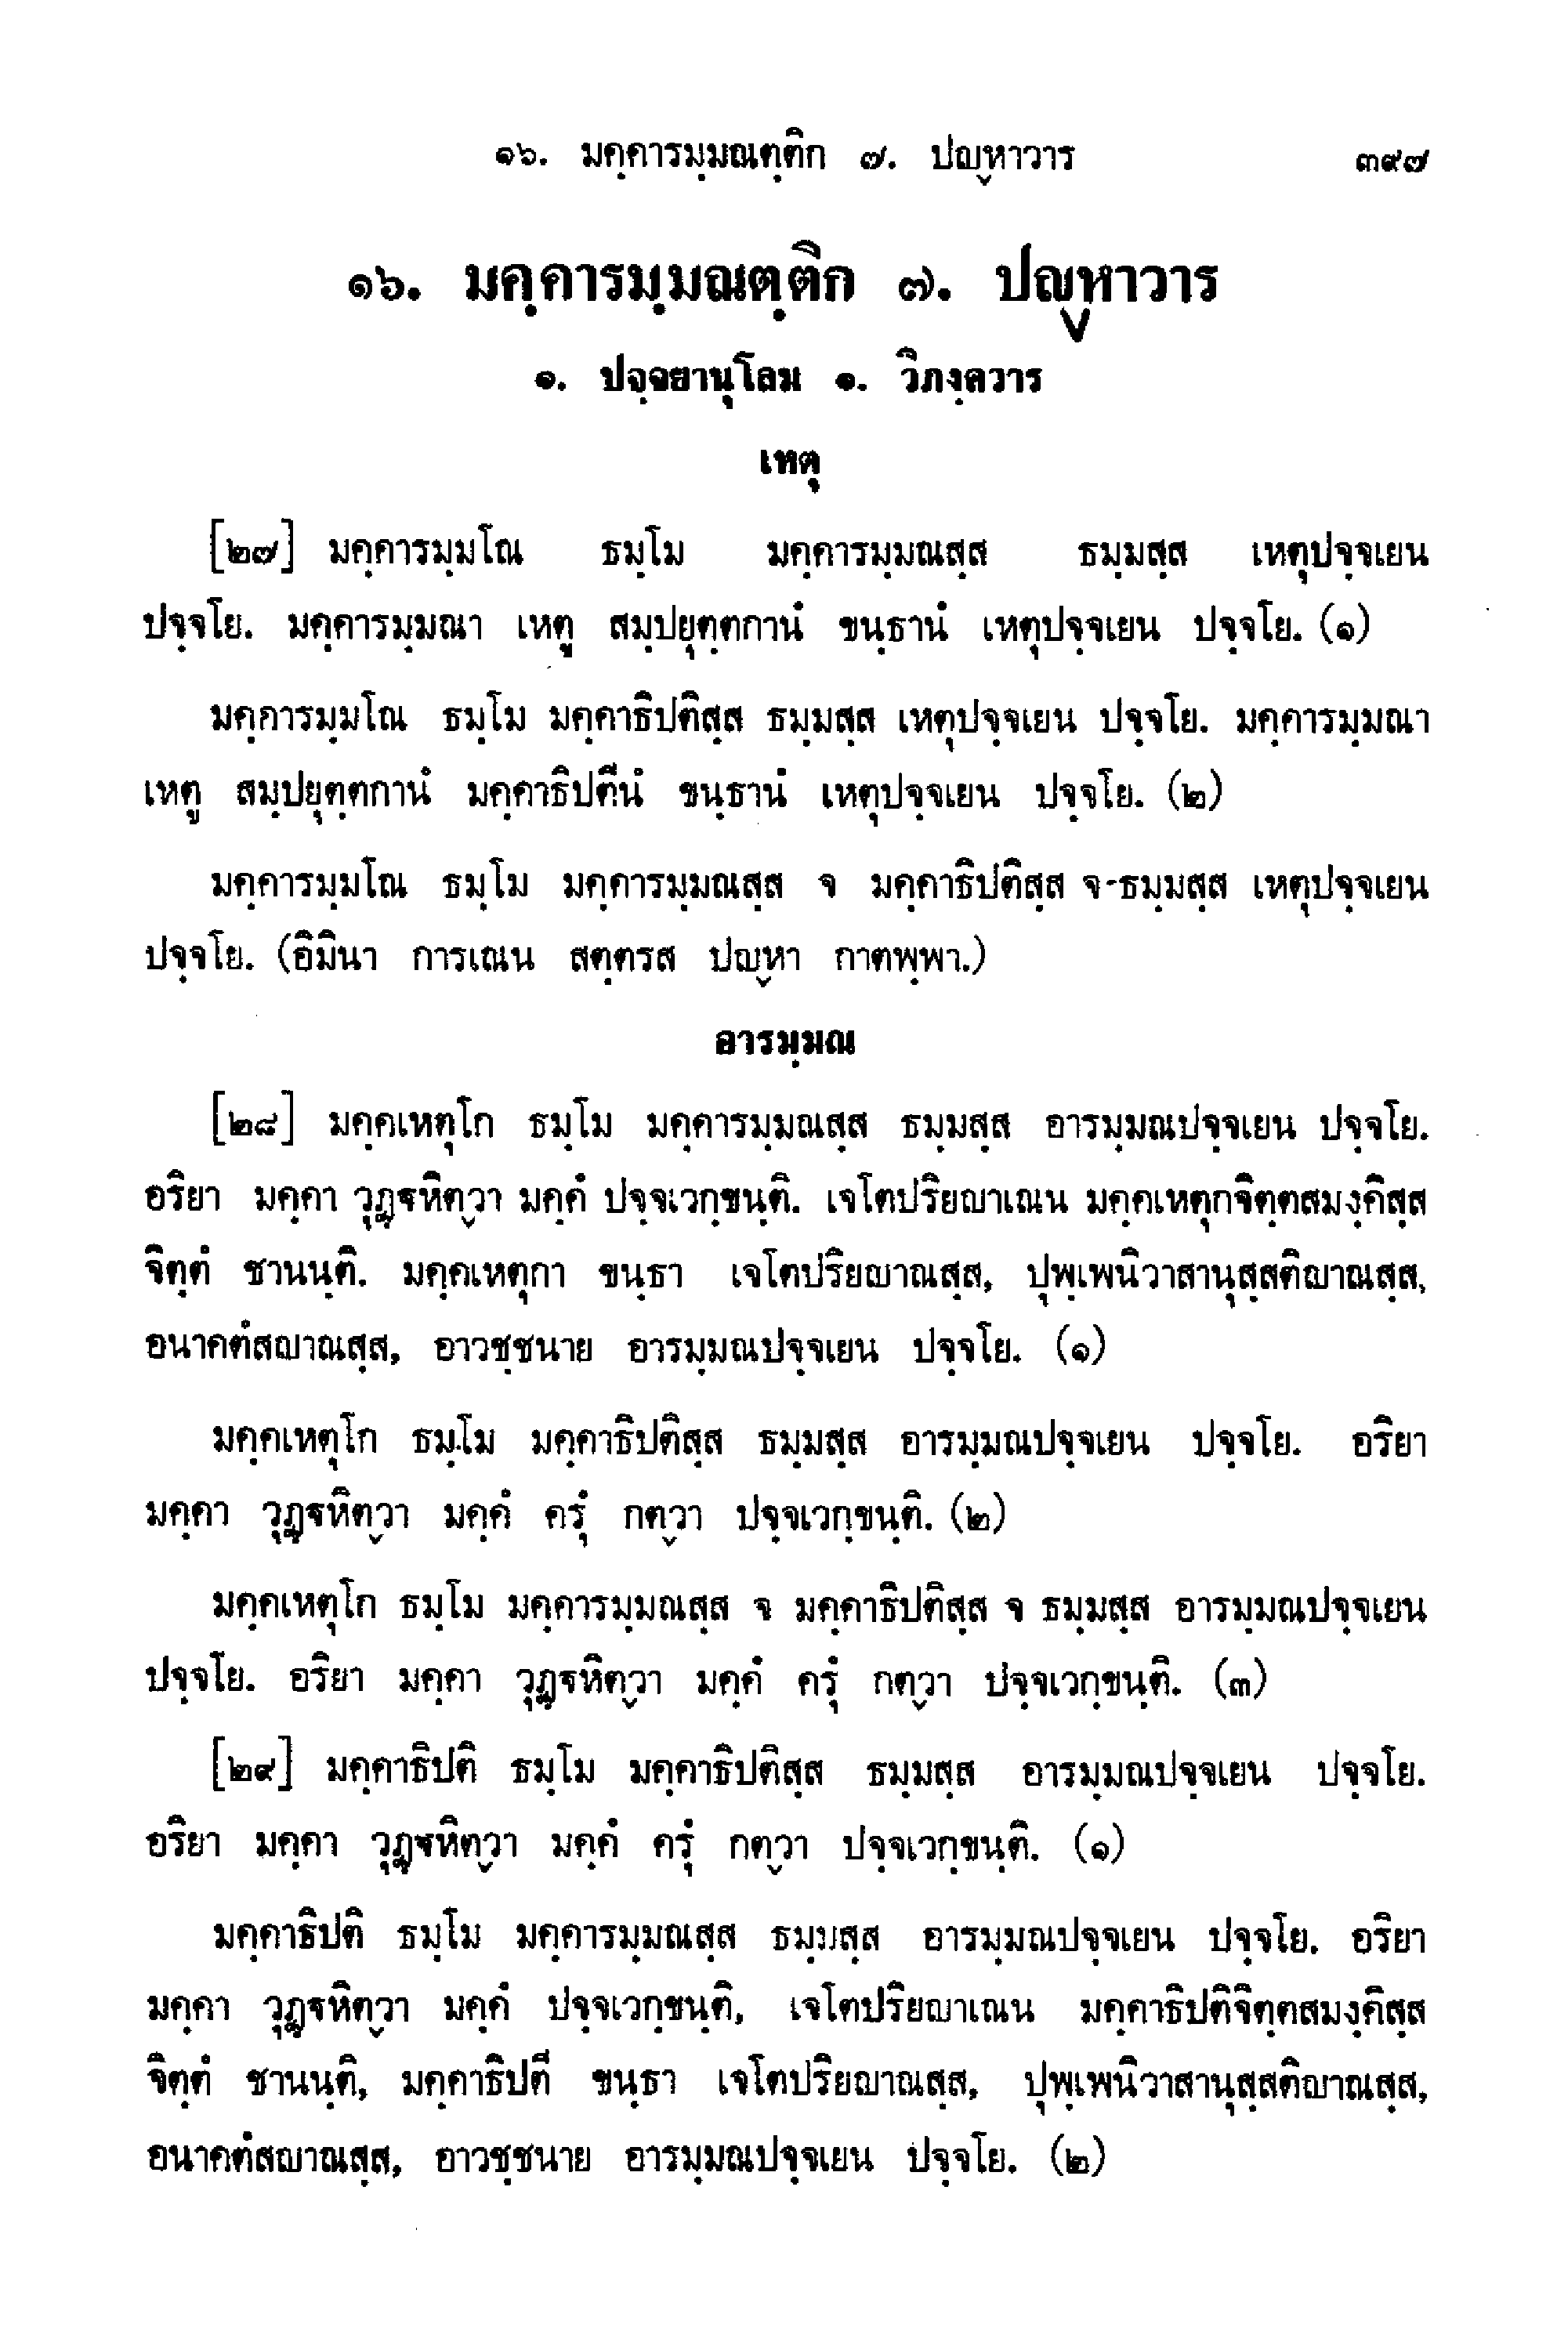 ๑๖. มคฺคารมฺมณตฺติก ๗. ปญฺหาวาร ๓๙๗
๑๖. มคฺคารมฺมณตฺติก ๗. ปญฺหาวาร
๑. ปจฺจยานุโลม ๑. วิภงฺควาร
เหตุ
[๒๗] มคฺคารมฺมโณ ธมฺโม มคฺคารมฺมณสฺส ธมฺมสฺส เหตุปจฺจเยน
ปจฺจโย. มคฺคารมฺมณา เหตู สมฺปยุตฺตกานํ ขนฺธานํ เหตุปจฺจเยน ปจฺจโย. (๑)
มคฺคารมฺมโณ ธมฺโม มคฺคาธิปติสฺส ธมฺมสฺส เหตุปจฺจเยน ปจฺจโย. มคฺคารมฺมณา
เหตู สมฺปยุตฺตกานํ มคฺคาธิปตีนํ ขนฺธานํ เหตุปจฺจเยน ปจฺจโย. (๒)
มคฺคารมฺมโณ ธมฺโม มคฺคารมฺมณสฺส จ มคฺคาธิปติสฺส จ-ธมฺมสฺส เหตุปจฺจเยน
ปจฺจโย. (อิมินา การเณน สตฺตรส ปญฺหา กาตพฺพา.)
อารมฺมณ
[๒๘] มคฺคเหตุโก ธมฺโม มคฺคารมฺมณสฺส ธมฺมสฺส อารมฺมณปจฺจเยน ปจฺจโย.
อริยา มคฺคา วุฏฺฐหิตฺวา มคฺคํ ปจฺจเวกฺขนฺติ. เจโตปริยญาเณน มคฺคเหตุกจิตฺตสมงฺคิสฺส
จิตฺตํ ชานนฺติ. มคฺคเหตุกา ขนฺธา เจโตปริยญาณสฺส, ปุพฺเพนิวาสานุสฺสติญาณสฺส,
อนาคตํสญาณสฺส, อาวชฺชนาย อารมฺมณปจฺจเยน ปจฺจโย. (๑)
มคฺคเหตุโก ธมฺโม มคฺคาธิปติสฺส ธมฺมสฺส อารมฺมณปจฺจเยน ปจฺจโย. อริยา
มคฺคา วุฏฺฐหิตฺวา มคฺคํ ครุํ กตฺวา ปจฺจเวกฺขนฺติ. (๒)
มคฺคเหตุโก ธมฺโม มคฺคารมฺมณสฺส จ มคฺคาธิปติสฺส จ ธมฺมสฺส อารมฺมณปจฺจเยน
ปจฺจโย. อริยา มคฺคา วุฏฺฐหิตฺวา มคฺคํ ครุํ กตฺวา ปจฺจเวกฺขนฺติ. (๓)
[๒๙] มคฺคาธิปติ ธมฺโม มคฺคาธิปติสฺส ธมฺมสฺส อารมฺมณปจฺจเยน ปจฺจโย.
อริยา มคฺคา วุฏฺฐหิตฺวา มคฺคํ ครุํ กตฺวา ปจฺจเวกฺขนฺติ. (๑)
มคฺคาธิปติ ธมฺโม มคฺคารมฺมณสฺส ธมฺมสฺส อารมฺมณปจฺจเยน ปจฺจโย. อริยา
มคฺคา วุฏฺฐหิตฺวา มคฺคํ ปจฺจเวกฺขนฺติ, เจโตปริยญาเณน มคฺคาธิปติจิตฺตสมงฺคิสฺส
จิตฺตํ ชานนฺติ, มคฺคาธิปตี ขนฺธา เจโตปริยญาณสฺส, ปุพฺเพนิวาสานุสฺสติญาณสฺส,
อนาคตํสญาณสฺส, อาวชฺชนาย อารมฺมณปจฺจเยน ปจฺจโย. (๒)